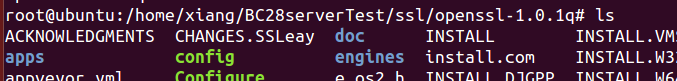 root@ubuntu:/home/xiang/BC28serverTest/ssl/openssl-1.0.1q# ls
ACKNOWLEDGMENTS CHANGES.SSLeay doc INSTALL INSTALL.VMS
apps config engines install.com INSTALL.W32
appveyor.yml Configure e_os2.h INSTALL.DJGPP INSTALL.W64